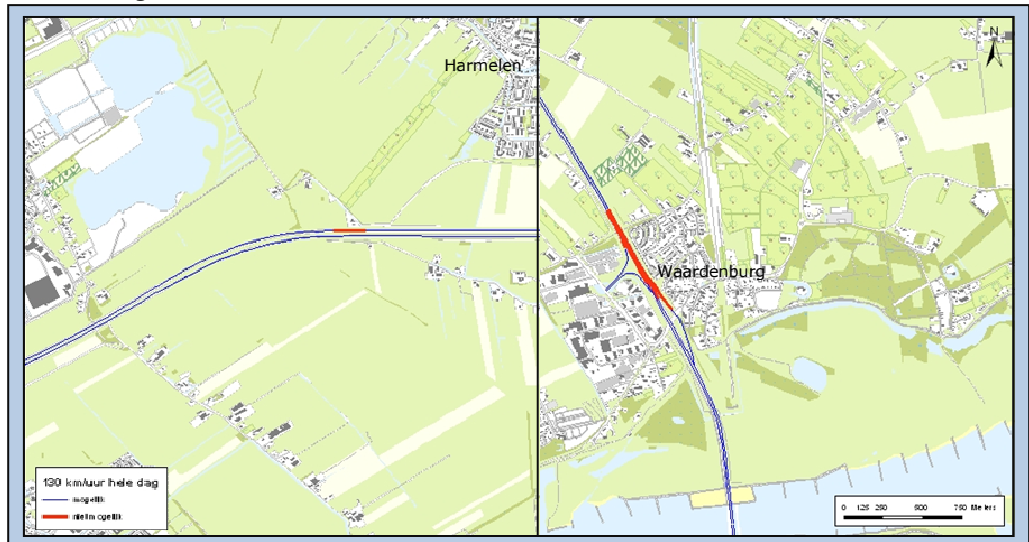 Harmelen
N
Waardenburg
130 km/uur hele dag
mogelijk
niet mogelijk
0 125 250 500 750 Meters